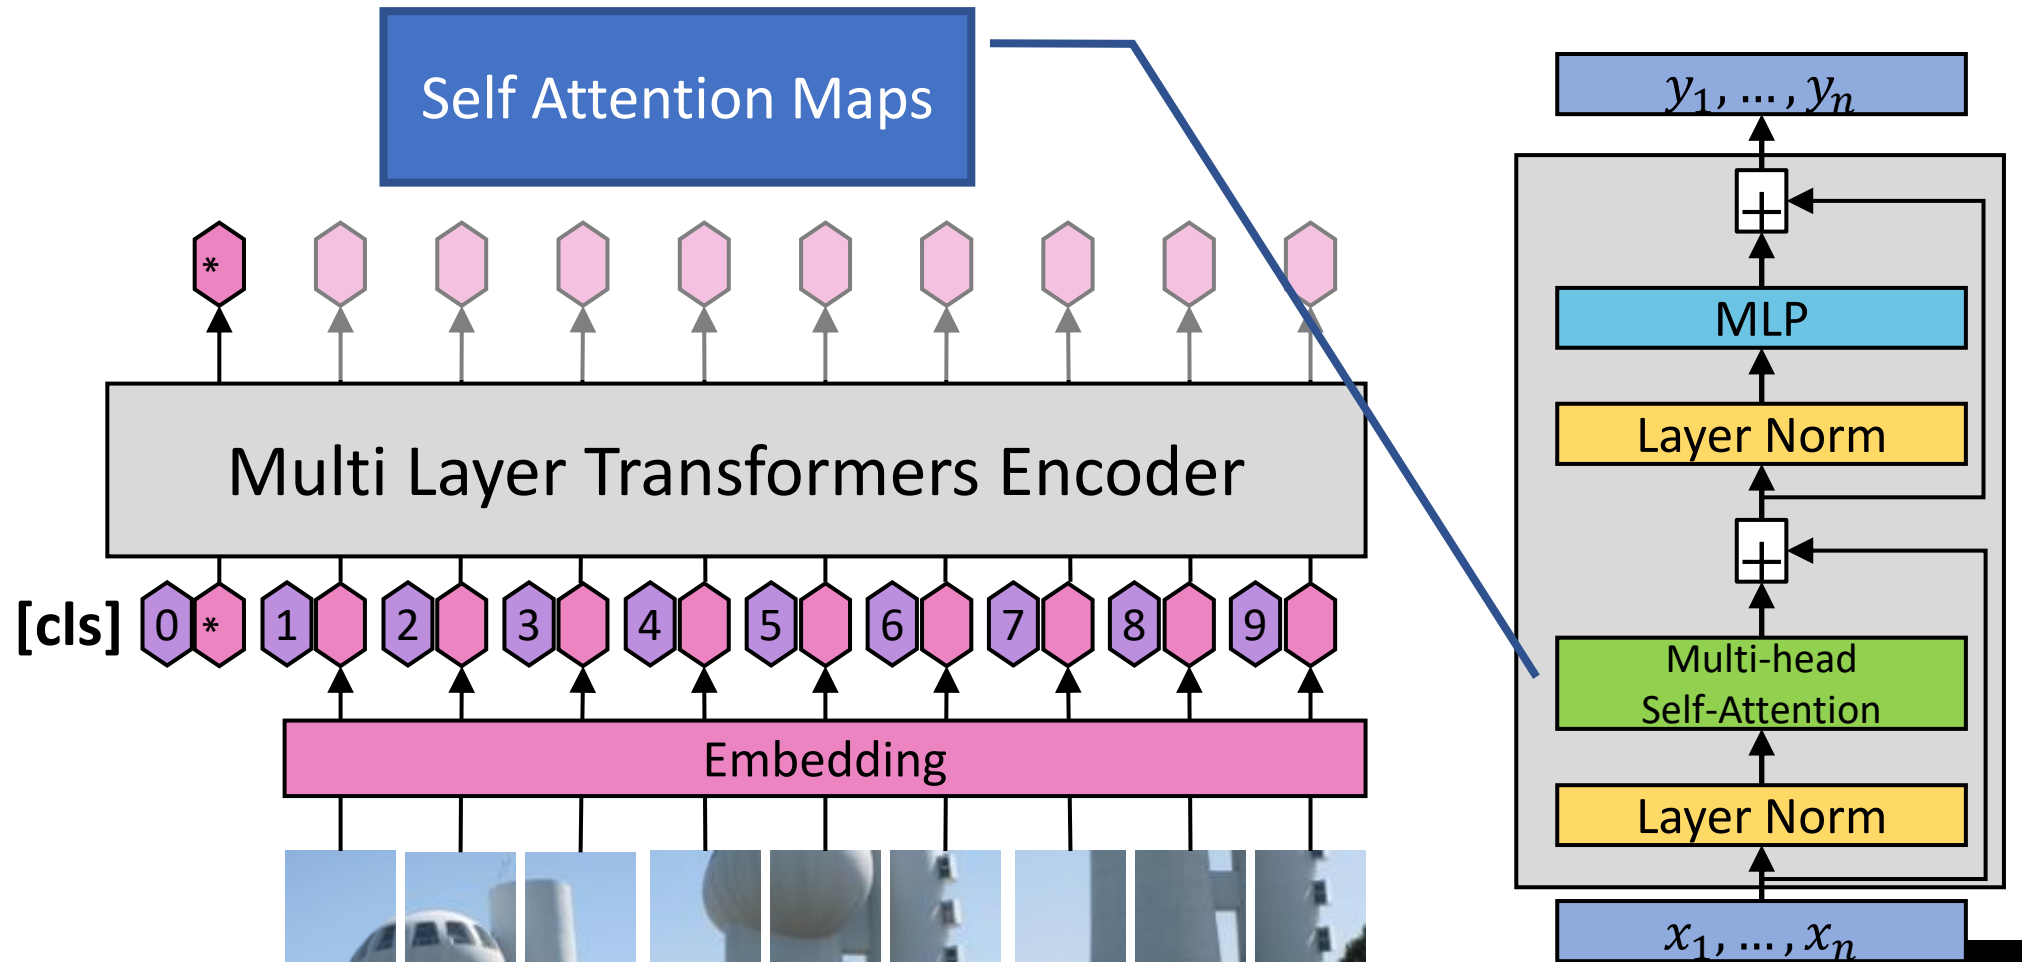 Self Attention Maps
*
Multi Layer Transformers Encoder
[cls] 0 * 1 2 3 4 5 6 7 8 9
Embedding
y₁, ... , yₙ
+
MLP
Layer Norm
+
Multi-head
Self-Attention
Layer Norm
x₁, ... , xₙ